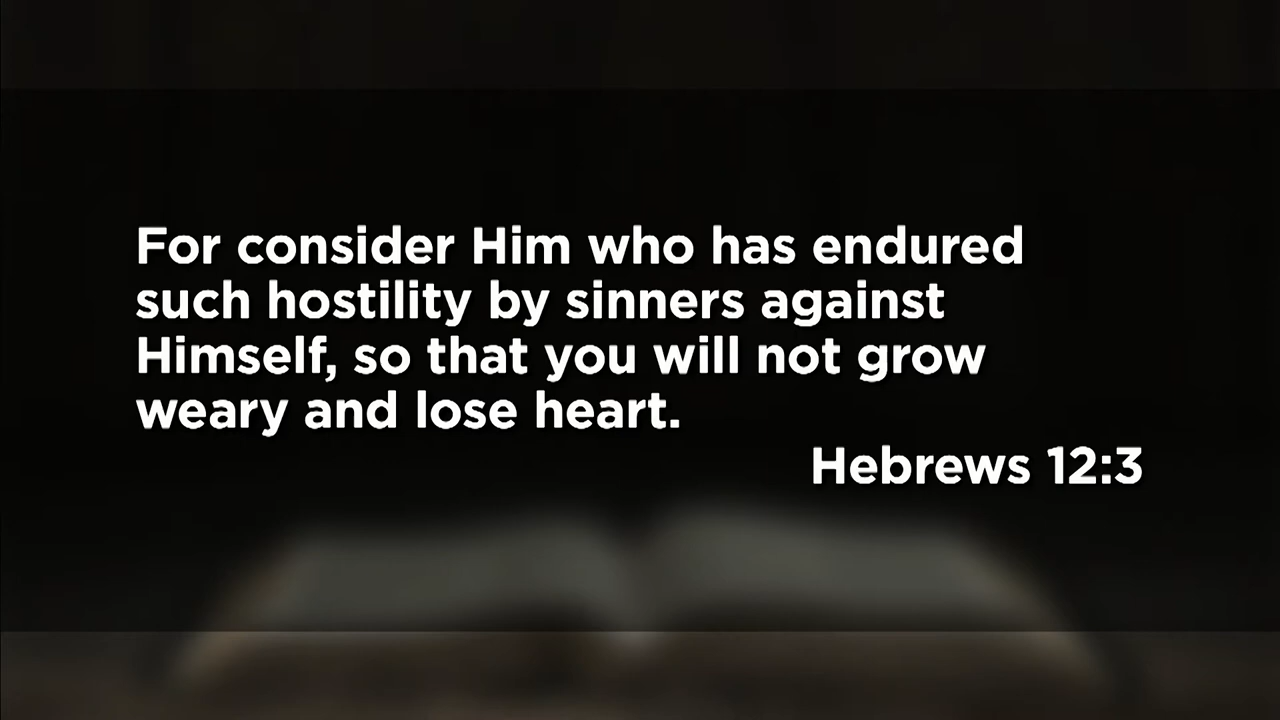 For consider Him who has endured
such hostility by sinners against
Himself, so that you will not grow
weary and lose heart.
Hebrews 12:3